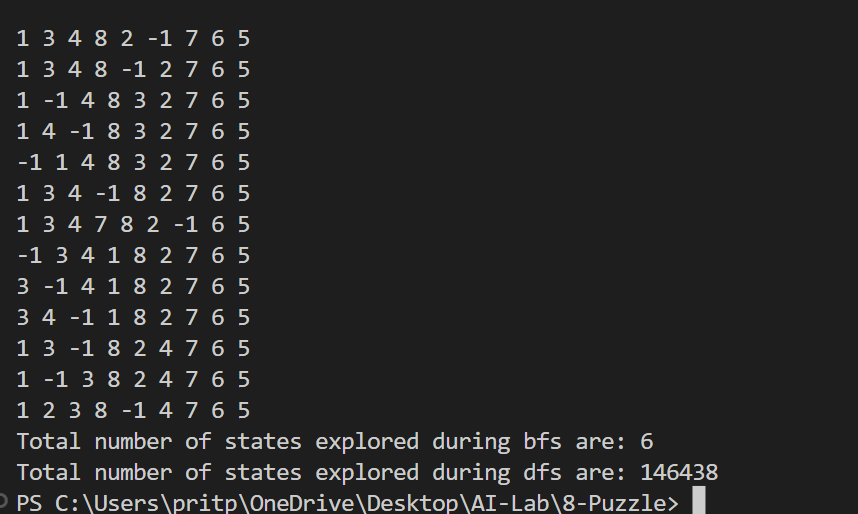 1 3 4 8 2 -1 7 6 5
1 3 4 8 -1 2 7 6 5
1 -1 4 8 3 2 7 6 5
1 4 -1 8 3 2 7 6 5
-1 1 4 8 3 2 7 6 5
1 3 4 -1 8 2 7 6 5
1 3 4 7 8 2 -1 6 5
-1 3 4 1 8 2 7 6 5
3 -1 4 1 8 2 7 6 5
3 4 -1 1 8 2 7 6 5
1 3 -1 8 2 4 7 6 5
1 -1 3 8 2 4 7 6 5
1 2 3 8 -1 4 7 6 5
Total number of states explored during bfs are: 6
Total number of states explored during dfs are: 146438
PS C:\Users\pritp\OneDrive\Desktop\AI-Lab\8-Puzzle>